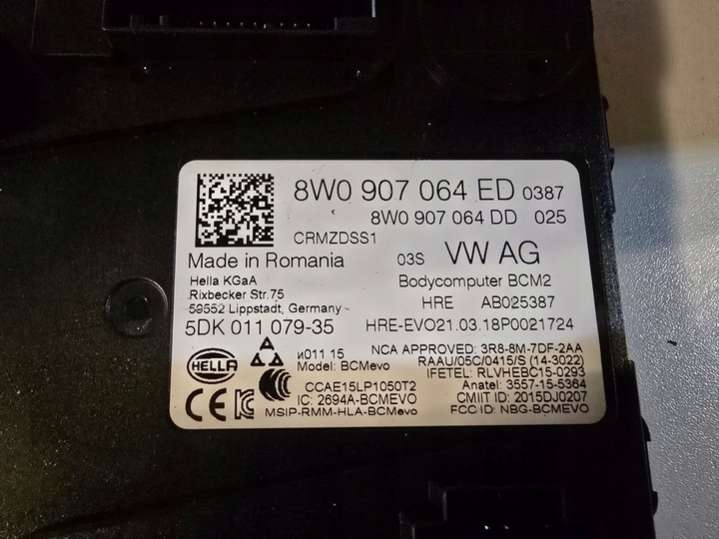 8W0 907 064 ED 0387
8W0 907 064 DD 025
CRMZDSS1
Made in Romania 03S VW AG
Hella KGaA Bodycomputer BCM2
Rixbecker Str.75 HRE AB025387
59552 Lippstadt, Germany
5DK 011 079-35 HRE-EVO21.03.18P0021724
HELLA
и011 15 NCA APPROVED: 3R8-8M-7DF-2AA
Model: BCMevo RAAU/05C/0415/S (14-3022)
IFETEL: RLVHEBC15-0293
CCAE15LP1050T2 Anatel: 3557-15-5364
CE IC: 2694A-BCMEVO CMIIT ID: 2015DJ0207
MSIP-RMM-HLA-BCMevo FCC ID: NBG-BCMEVO